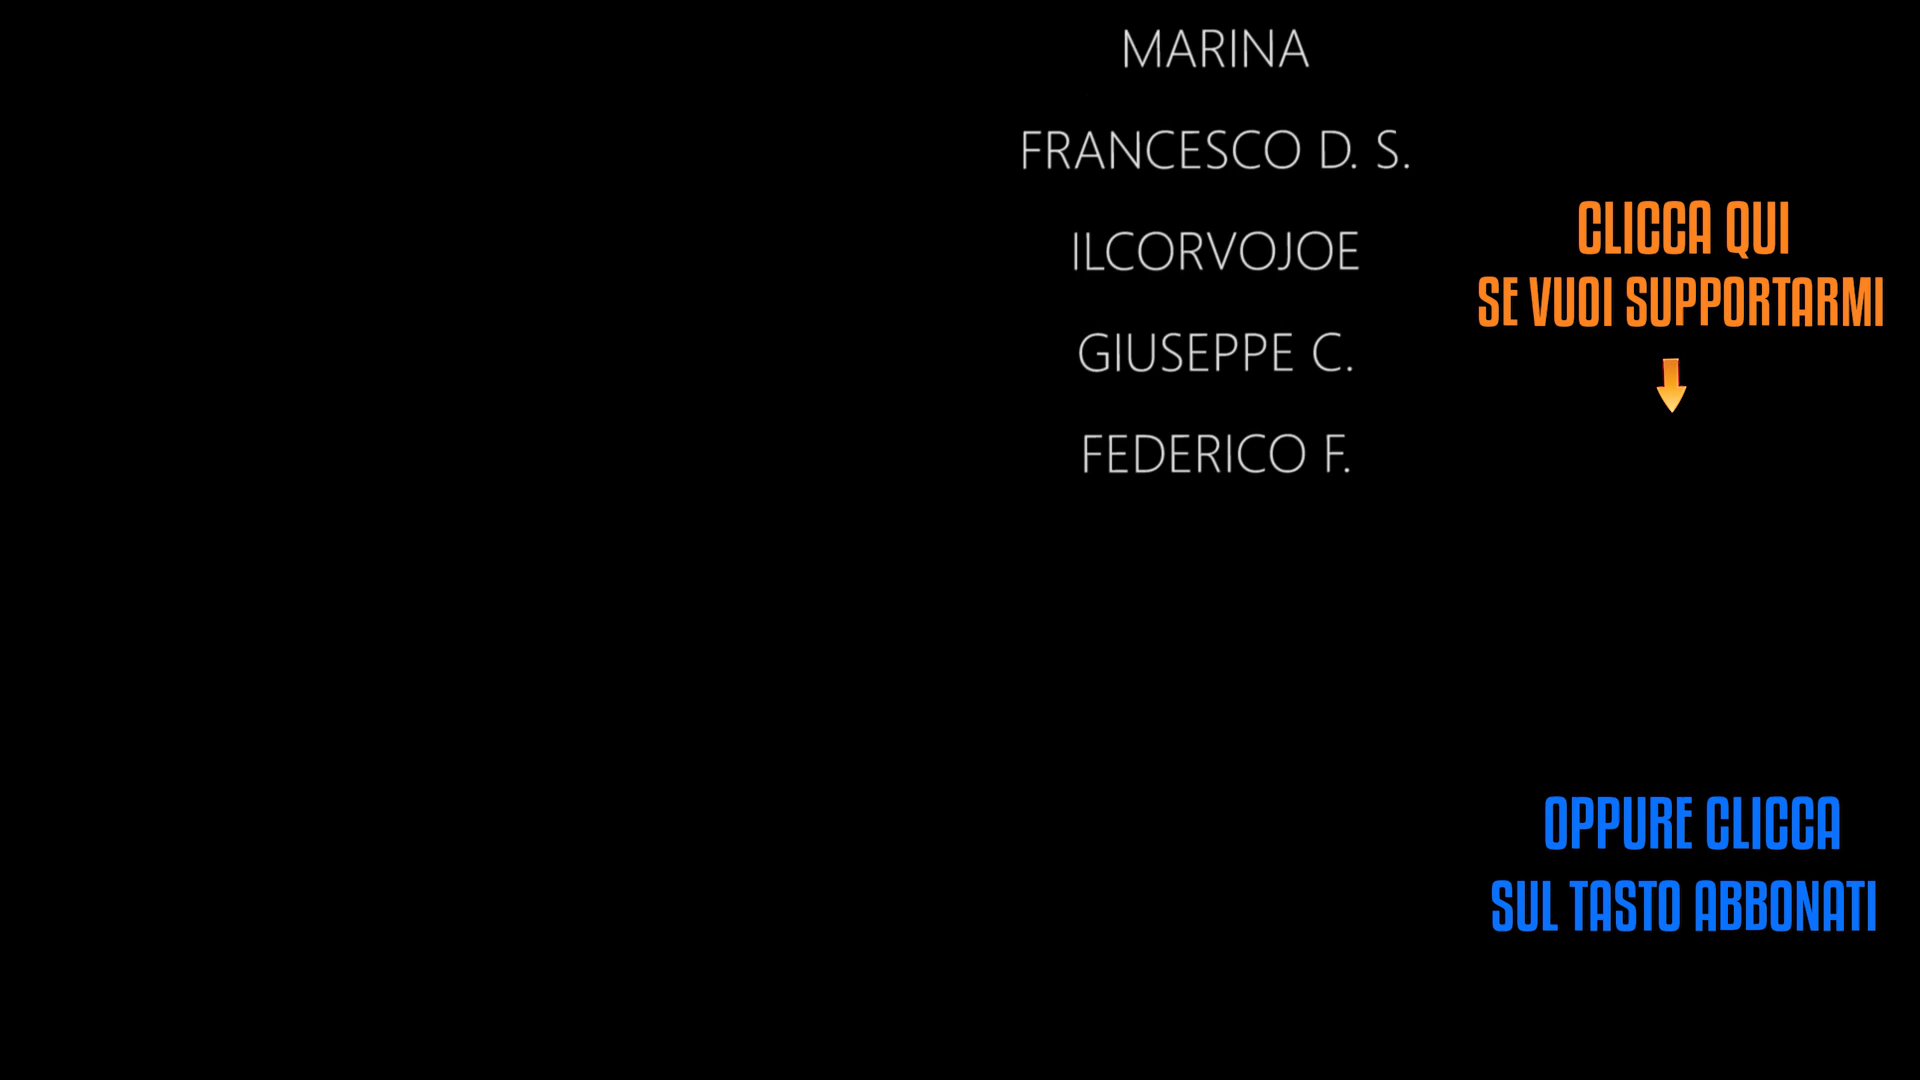 MARINA
FRANCESCO D. S.
ILCORVOJOE
GIUSEPPE C.
FEDERICO F.
CLICCA QUI
SE VUOI SUPPORTARMI
OPPURE CLICCA
SUL TASTO ABBONATI